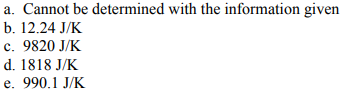 a. Cannot be determined with the information given
b. 12.24 J/K
c. 9820 J/K
d. 1818 J/K
e. 990.1 J/K